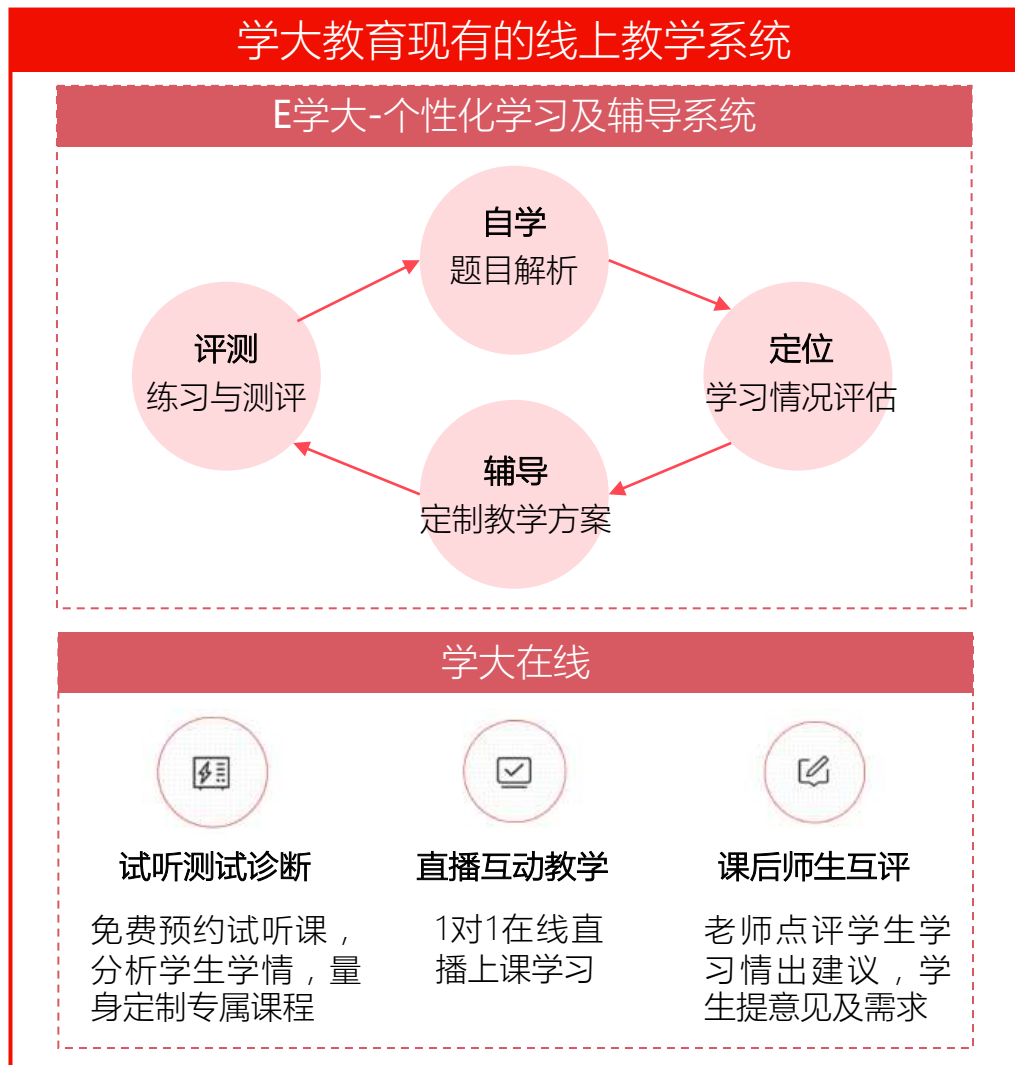 学大教育现有的线上教学系统
E学大-个性化学习及辅导系统
自学
题目解析
评测
练习与测评
定位
学习情况评估
辅导
定制教学方案
学大在线
试听测试诊断
免费预约试听课，
分析学生学情，量
身定制专属课程
直播互动教学
1对1在线直
播上课学习
课后师生互评
老师点评学生学
习情出建议，学
生提意见及需求